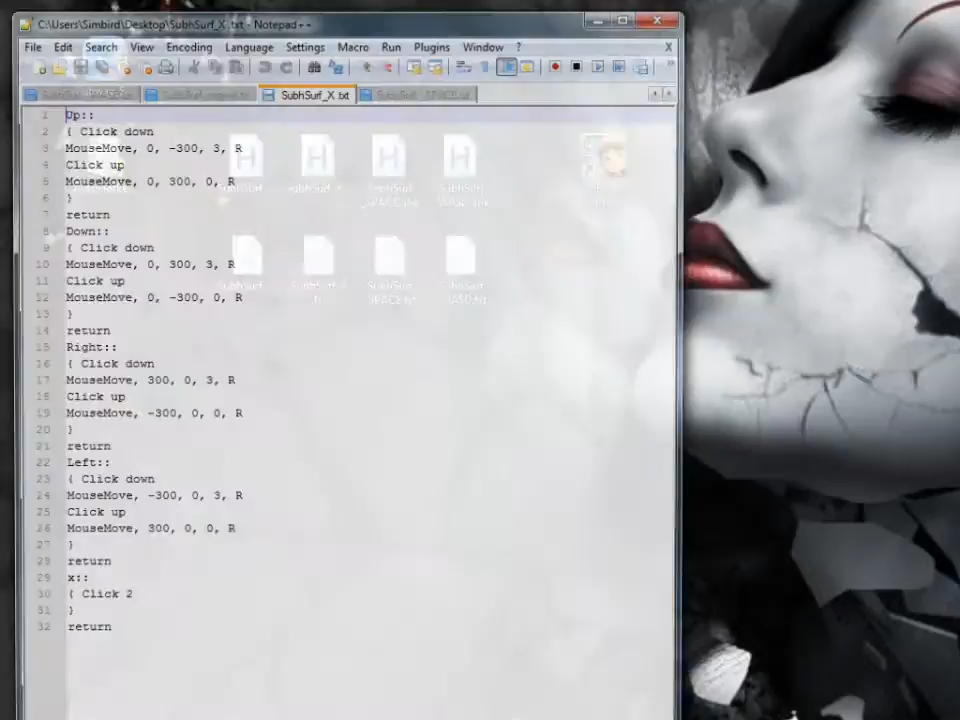 C:\Users\Simbird\Desktop\SubhSurf_X.txt - Notepad++
File Edit Search View Encoding Language Settings Macro Run Plugins Window ?
X
SubhSurf_X.txt
1 Up::
2 { Click down
3 MouseMove, 0, -300, 3, R
4 Click up
5 MouseMove, 0, 300, 0, R
6 }
7 return
8 Down::
9 { Click down
10 MouseMove, 0, 300, 3, R
11 Click up
12 MouseMove, 0, -300, 0, R
13 }
14 return
15 Right::
16 { Click down
17 MouseMove, 300, 0, 3, R
18 Click up
19 MouseMove, -300, 0, 0, R
20 }
21 return
22 Left::
23 { Click down
24 MouseMove, -300, 0, 3, R
25 Click up
26 MouseMove, 300, 0, 0, R
27 }
28 return
29 x::
30 { Click 2
31 }
32 return